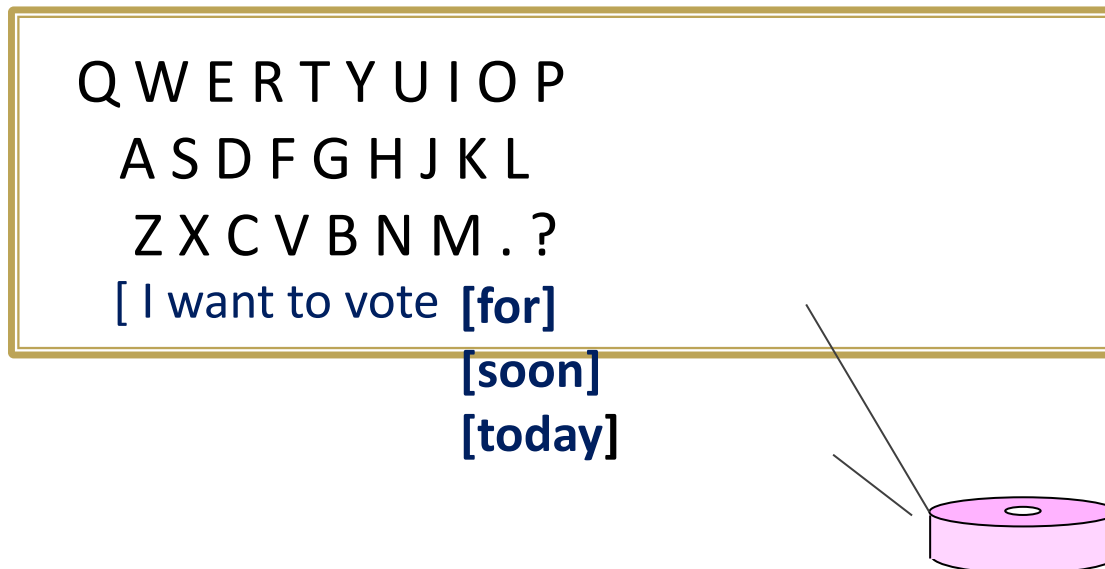 Q W E R T Y U I O P
A S D F G H J K L
Z X C V B N M . ?
[ I want to vote [for]
[soon]
[today]